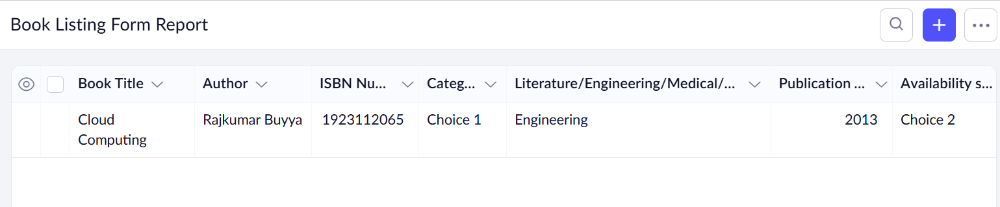 Book Listing Form Report
Book Title Author ISBN Nu... Categ... Literature/Engineering/Medical/... Publication ... Availability s...
Cloud Rajkumar Buyya 1923112065 Choice 1 Engineering 2013 Choice 2
Computing